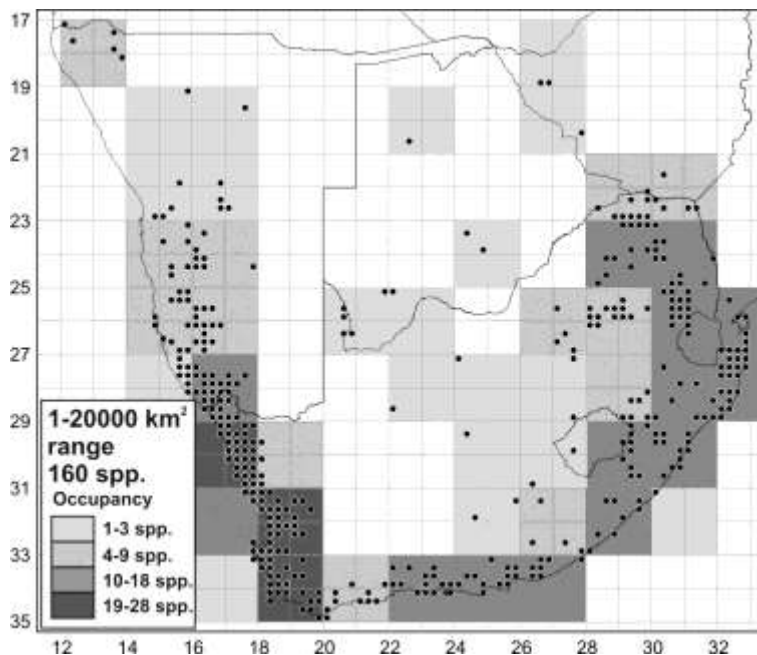 17
19
21
23
25
27
29
31
33
35
1-20000 km²
range
160 spp.
Occupancy
1-3 spp.
4-9 spp.
10-18 spp.
19-28 spp.
12 14 16 18 20 22 24 26 28 30 32